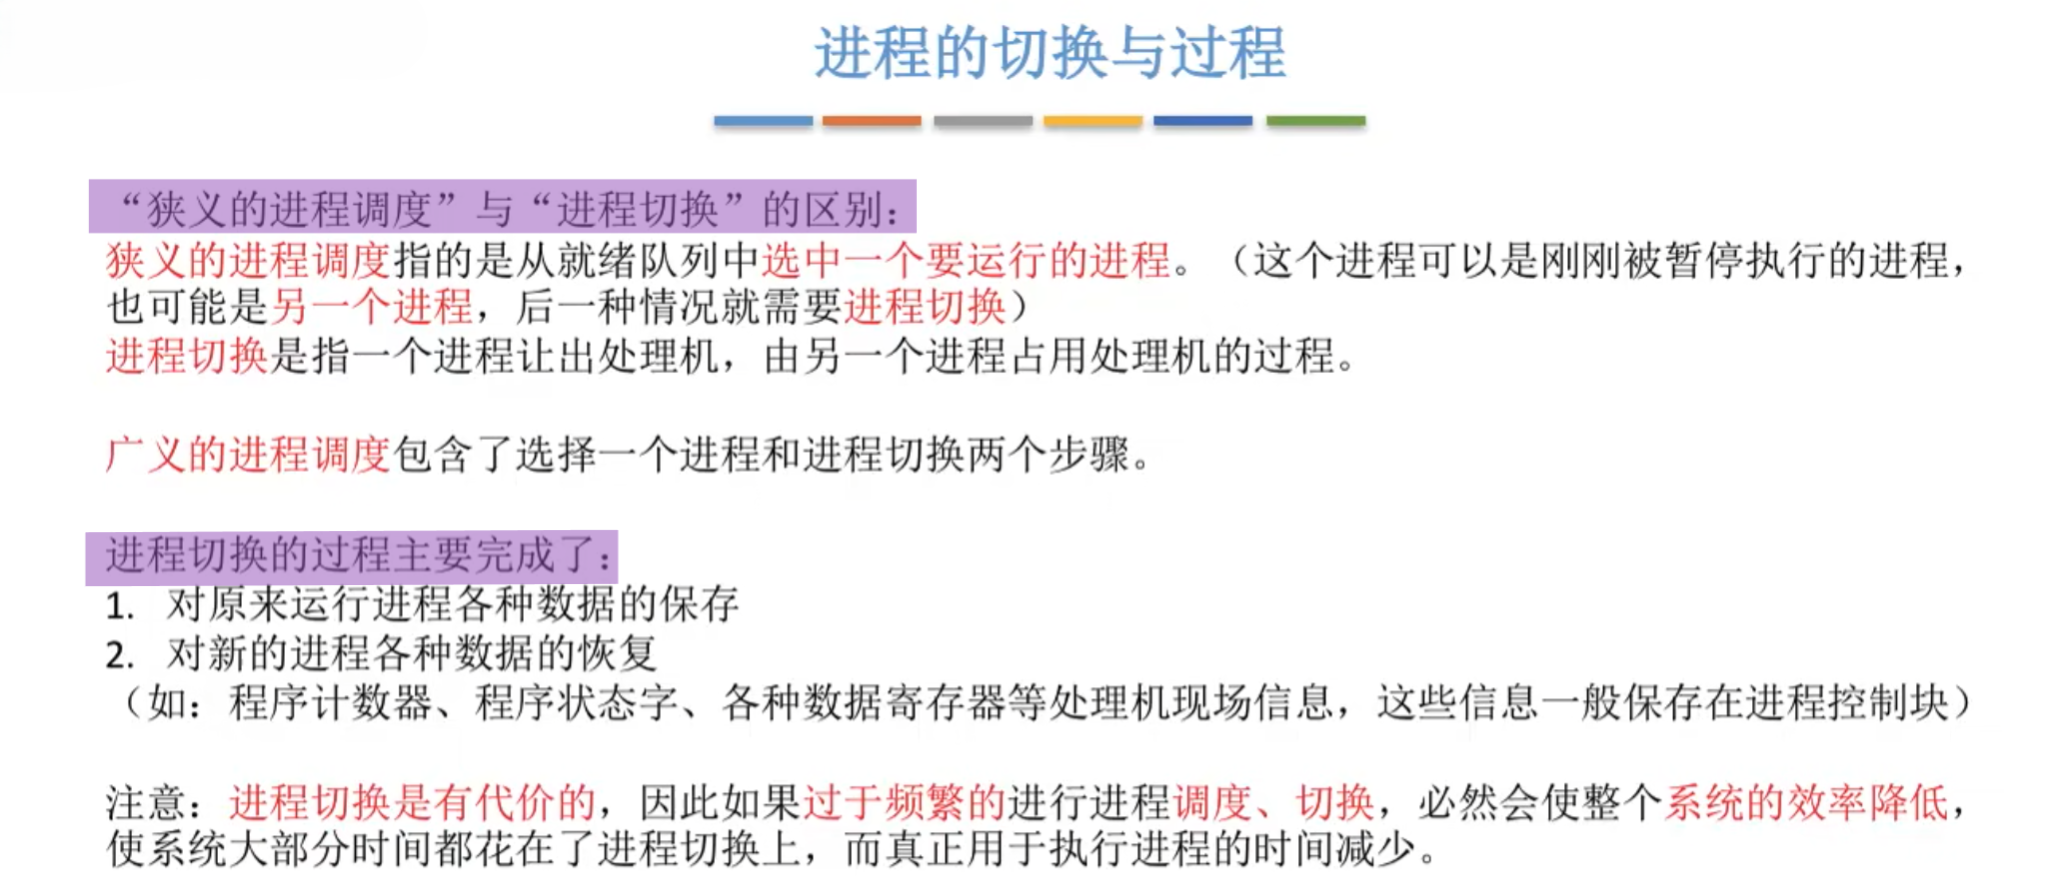 进程的切换与过程
“狭义的进程调度”与“进程切换”的区别：
狭义的进程调度指的是从就绪队列中选中一个要运行的进程。（这个进程可以是刚刚被暂停执行的进程，
也可能是另一个进程，后一种情况就需要进程切换）
进程切换是指一个进程让出处理机，由另一个进程占用处理机的过程。
广义的进程调度包含了选择一个进程和进程切换两个步骤。
进程切换的过程主要完成了：
1. 对原来运行进程各种数据的保存
2. 对新的进程各种数据的恢复
（如：程序计数器、程序状态字、各种数据寄存器等处理机现场信息，这些信息一般保存在进程控制块）
注意：进程切换是有代价的，因此如果过于频繁的进行进程调度、切换，必然会使整个系统的效率降低，
使系统大部分时间都花在了进程切换上，而真正用于执行进程的时间减少。